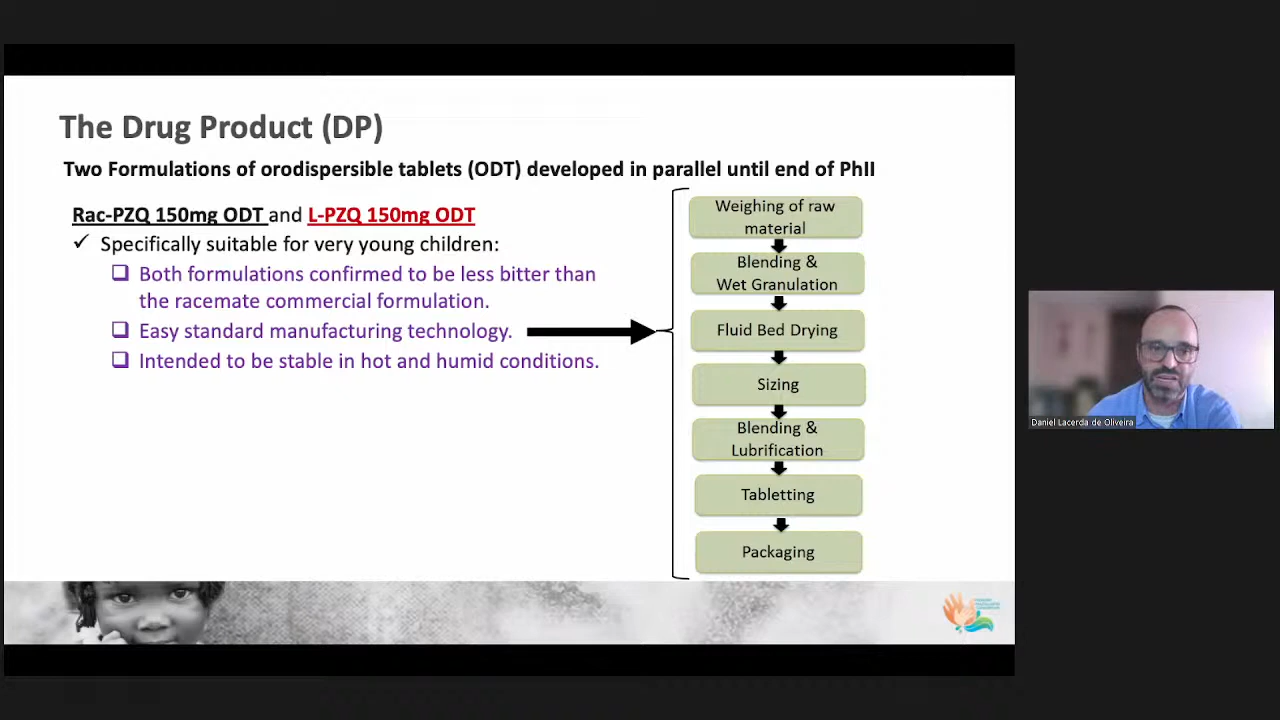 The Drug Product (DP)
Two Formulations of orodispersible tablets (ODT) developed in parallel until end of PhII
Rac-PZQ 150mg ODT and L-PZQ 150mg ODT
Specifically suitable for very young children:
Both formulations confirmed to be less bitter than
the racemate commercial formulation.
Easy standard manufacturing technology.
Intended to be stable in hot and humid conditions.
Weighing of raw
material
Blending &
Wet Granulation
Fluid Bed Drying
Sizing
Blending &
Lubrification
Tabletting
Packaging
Daniel Lacerda de Oliveira